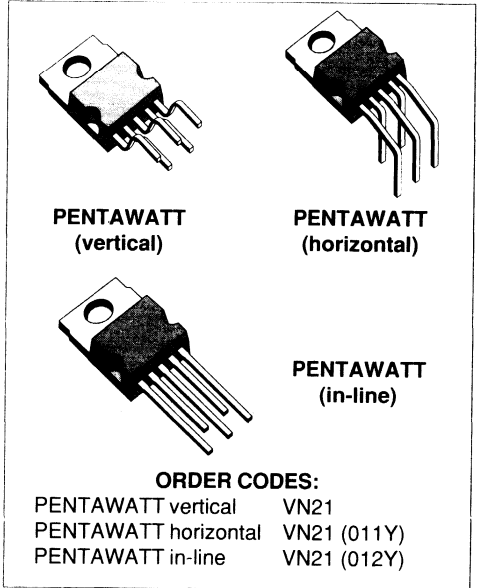 PENTAWATT
(vertical)
PENTAWATT
(horizontal)
PENTAWATT
(in-line)
ORDER CODES:
PENTAWATT vertical VN21
PENTAWATT horizontal VN21 (011Y)
PENTAWATT in-line VN21 (012Y)